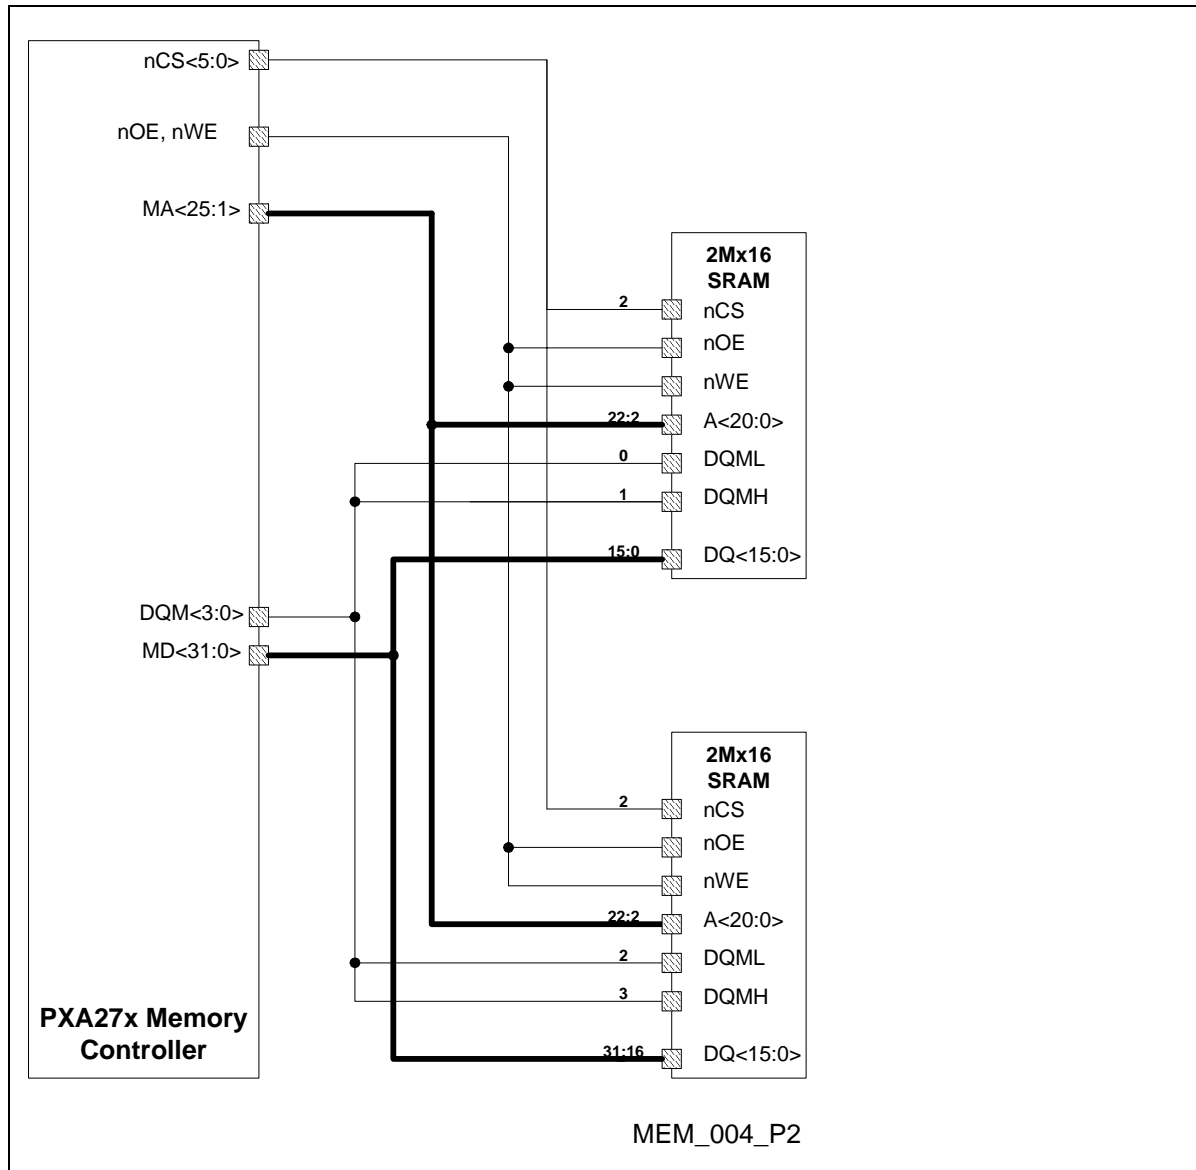 nCS<5:0>
nOE, nWE
MA<25:1>
DQM<3:0>
MD<31:0>
PXA27x Memory
Controller
2Mx16
SRAM
2 nCS
nOE
nWE
22:2 A<20:0>
0 DQML
1 DQMH
15:0 DQ<15:0>
2Mx16
SRAM
2 nCS
nOE
nWE
22:2 A<20:0>
2 DQML
3 DQMH
31:16 DQ<15:0>
MEM_004_P2